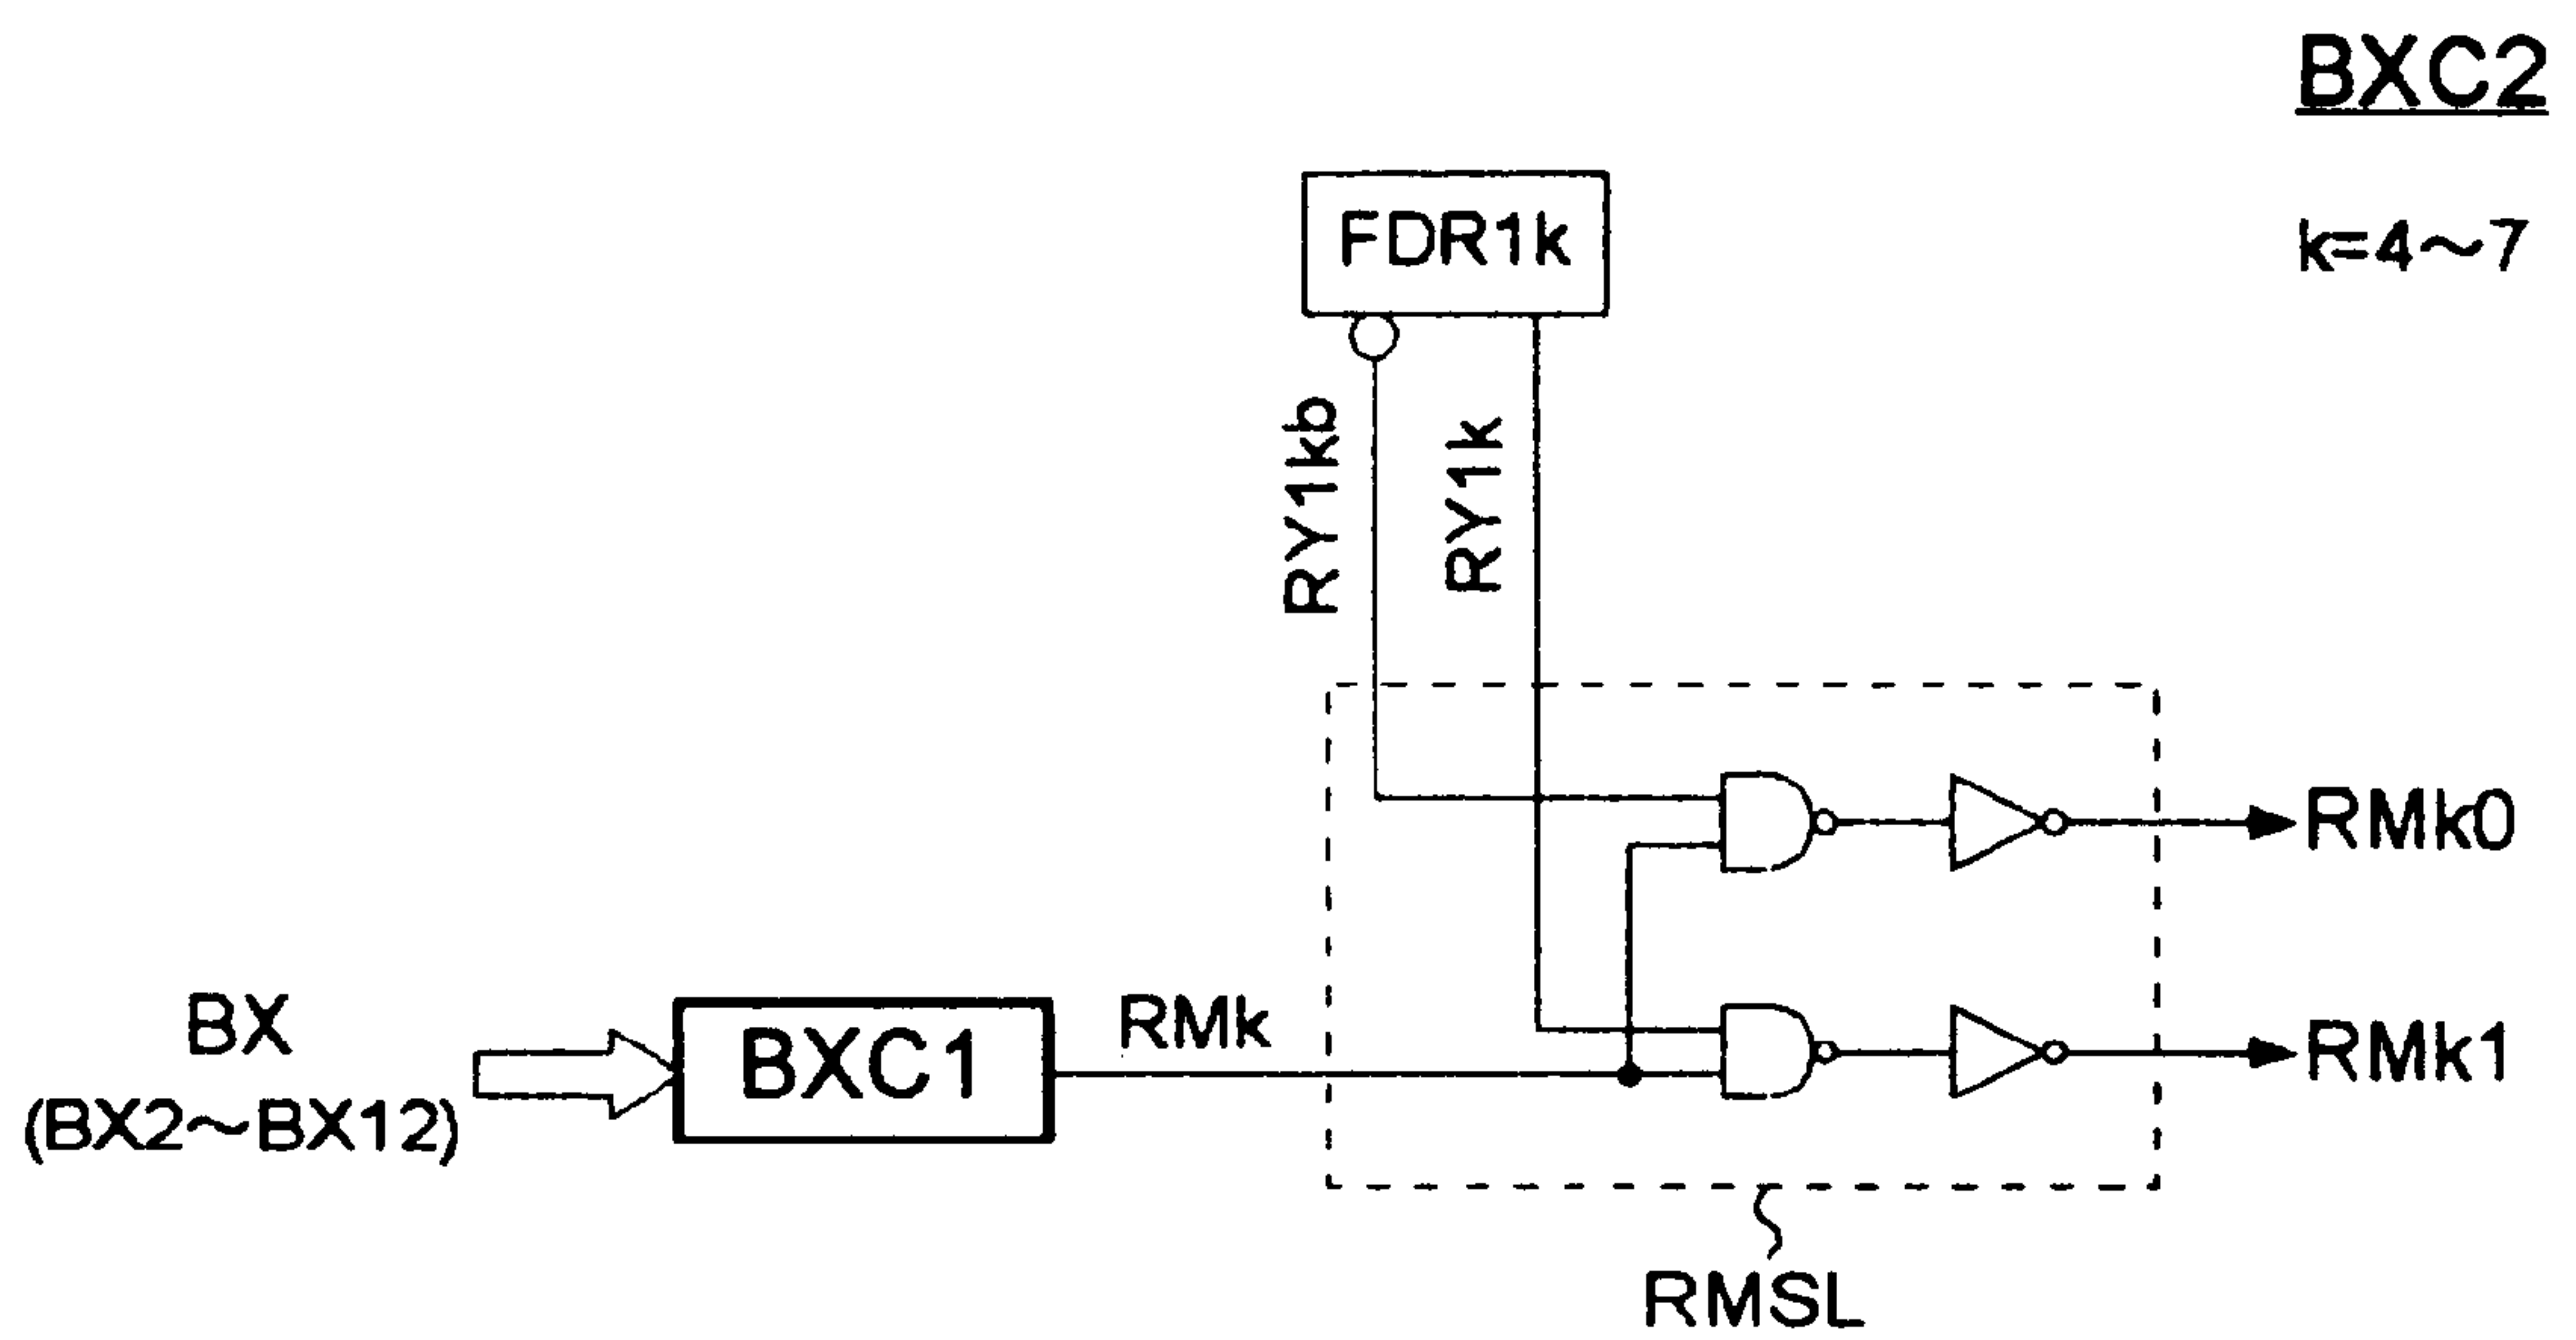 BXC2
k=4～7
FDR1k
RY1kb
RY1k
RMk0
BX
(BX2～BX12)
BXC1
RMk
RMk1
RMSL